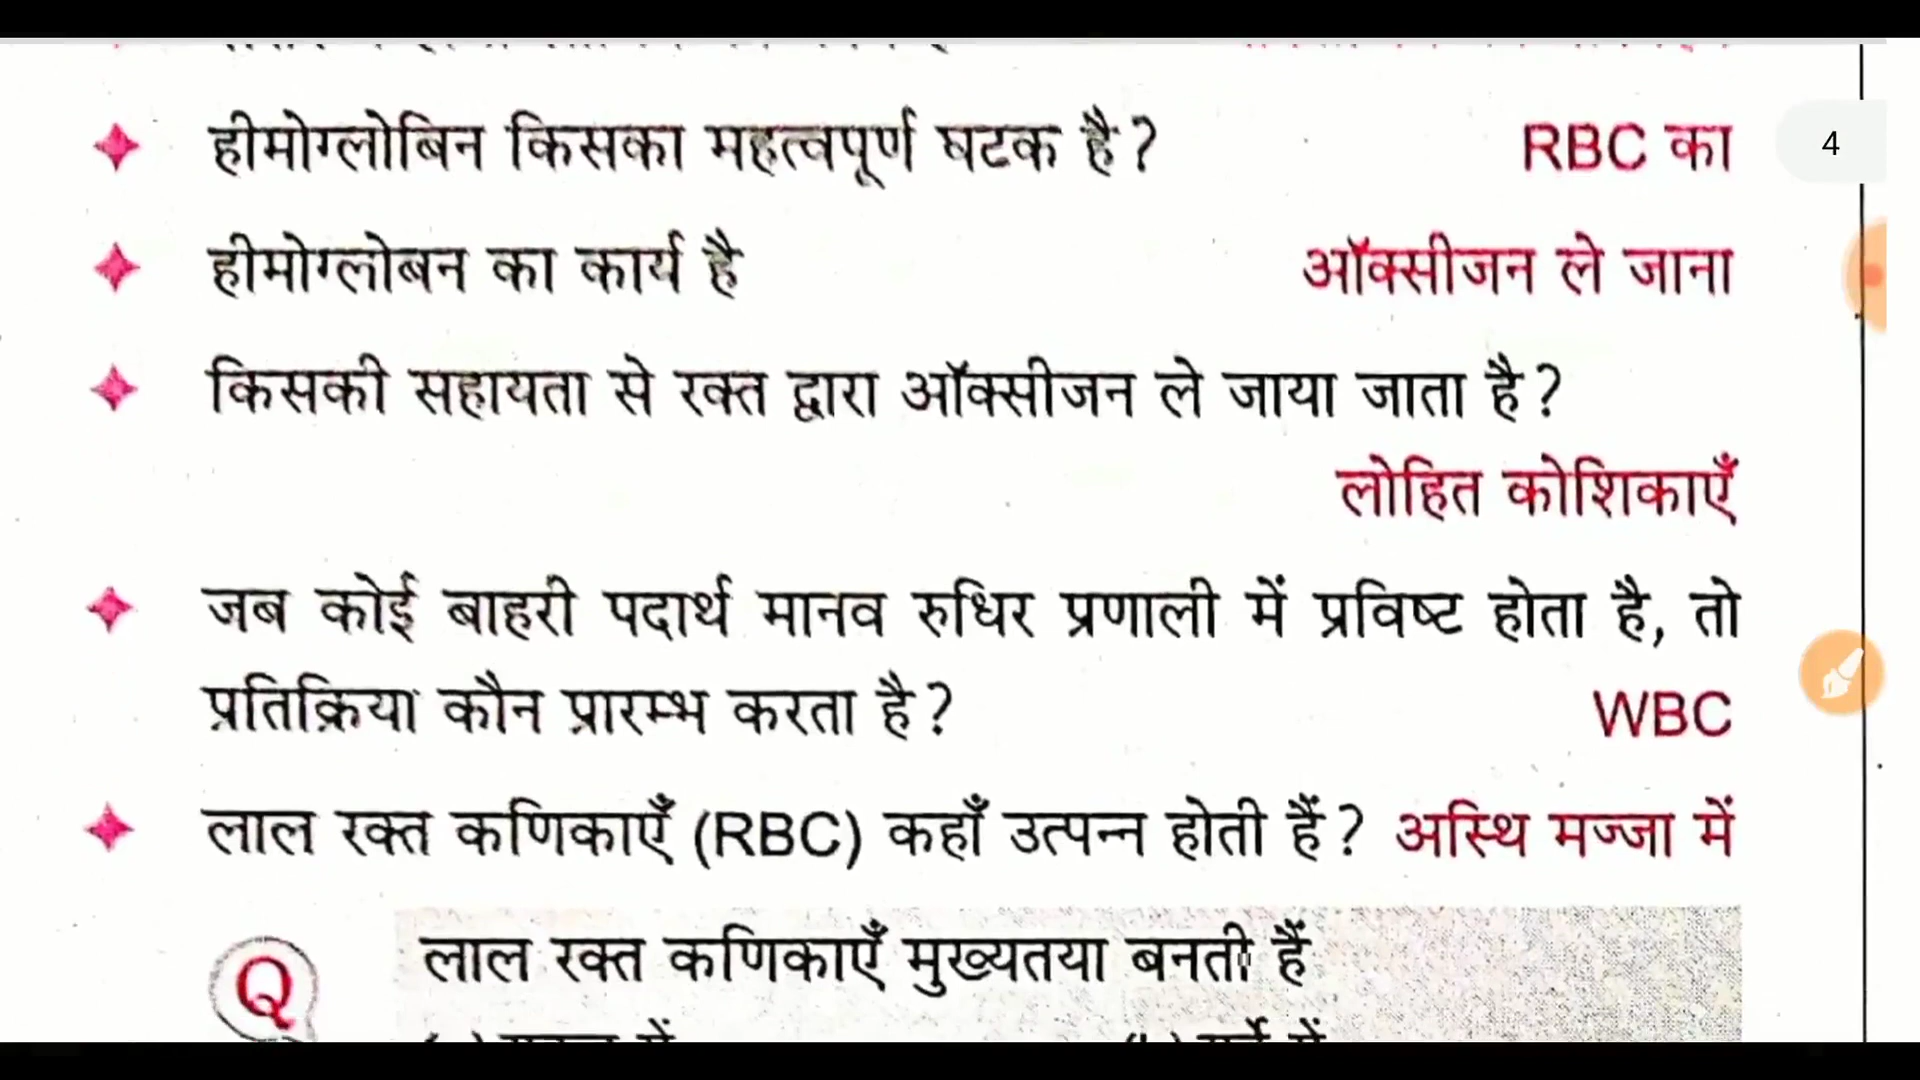 हीमोग्लोबिन किसका महत्वपूर्ण घटक है? RBC का
4
हीमोग्लोबन का कार्य है ऑक्सीजन ले जाना
किसकी सहायता से रक्त द्वारा ऑक्सीजन ले जाया जाता है?
लोहित कोशिकाएँ
जब कोई बाहरी पदार्थ मानव रुधिर प्रणाली में प्रविष्ट होता है, तो
प्रतिक्रिया कौन प्रारम्भ करता है? WBC
लाल रक्त कणिकाएँ (RBC) कहाँ उत्पन्न होती हैं? अस्थि मज्जा में
Q लाल रक्त कणिकाएँ मुख्यतया बनती हैं